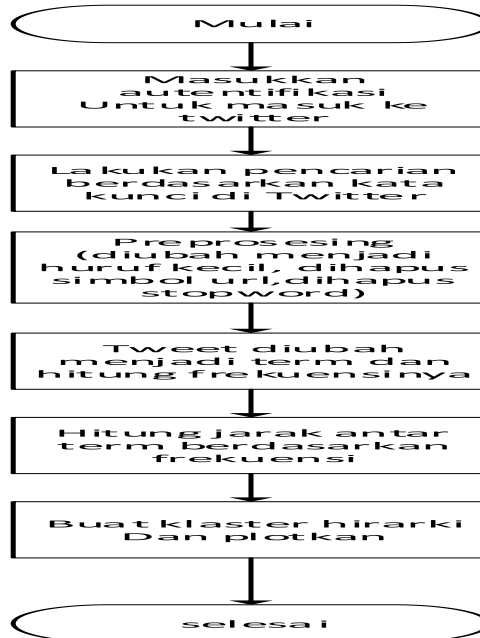 Mulai
Masukkan
autentifikasi
Untuk masuk ke
twitter
Lakukan pencarian
berdasarkan kata
kunci di Twitter
Preprosesing
(diubah menjadi
huruf kecil, dihapus
simbol url,dihapus
stopword)
Tweet diubah
menjadi term dan
hitung frekuensinya
Hitung jarak antar
term berdasarkan
frekuensi
Buat klaster hirarki
Dan plotkan
selesai